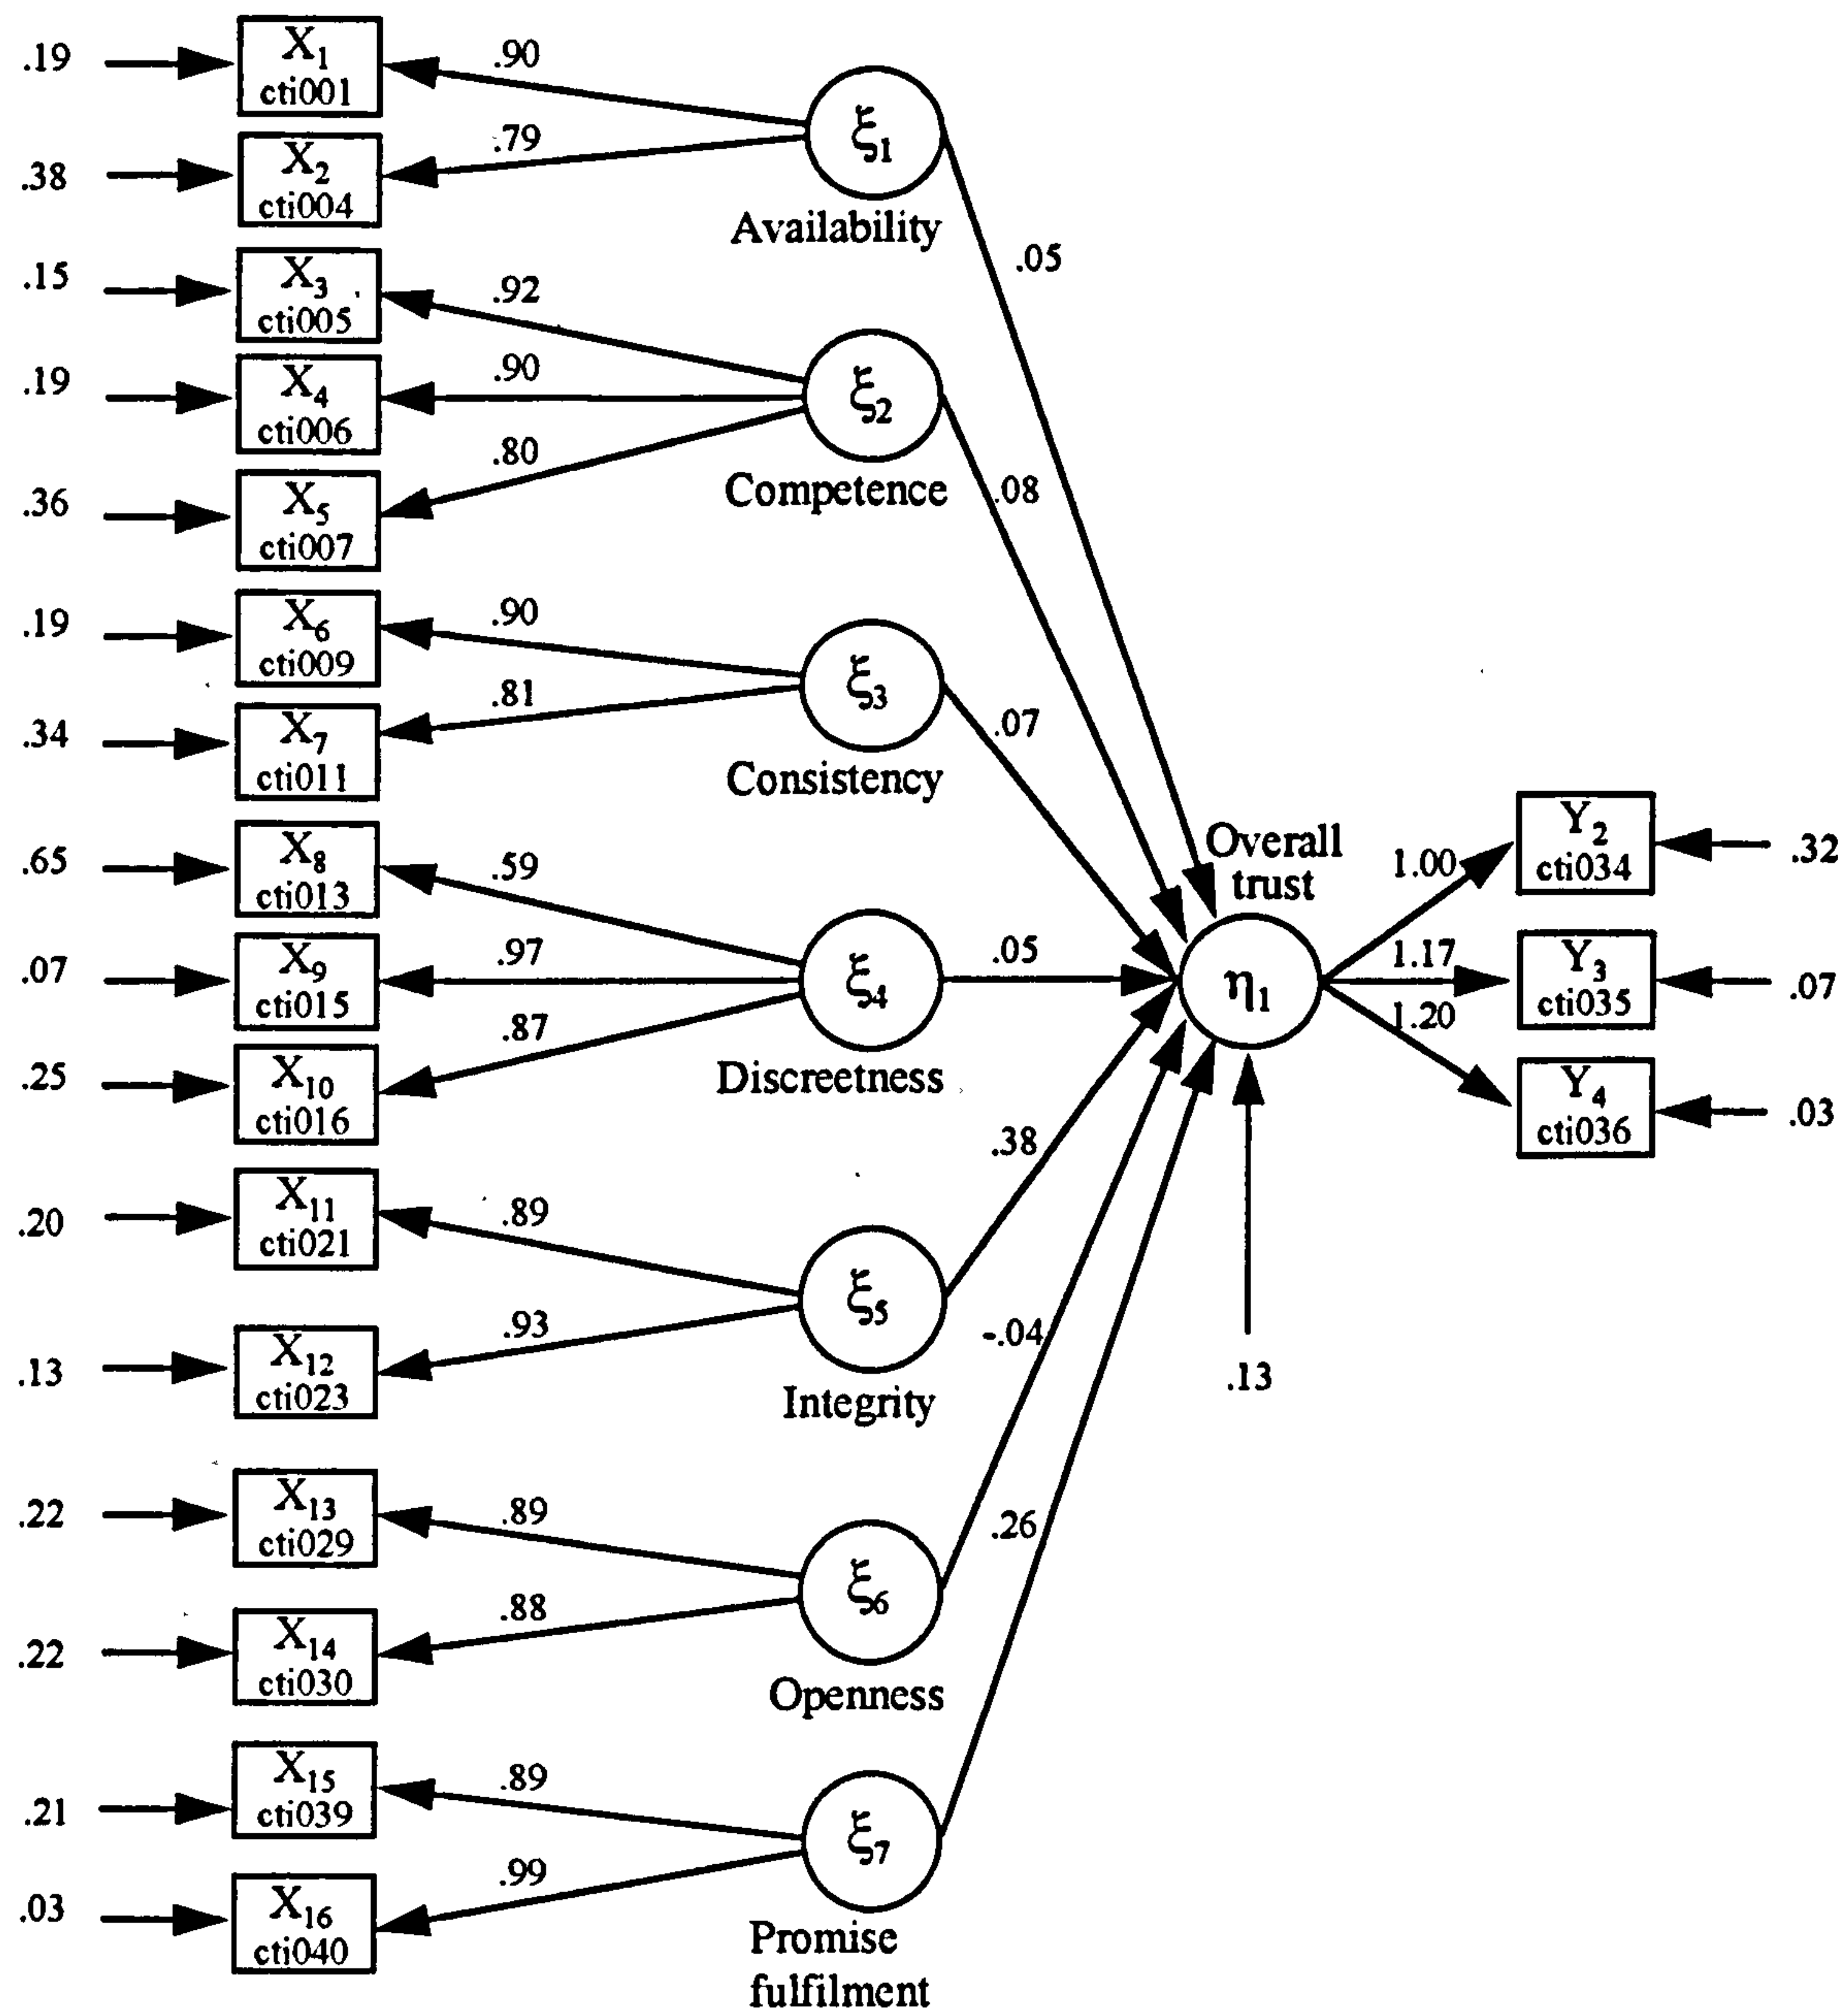 .19
X₁
cti001
.90
.38
X₂
cti004
.79
ξ₁
Availability
.05
.15
X₃
cti005
.92
.19
X₄
cti006
.90
.36
X₅
cti007
.80
ξ₂
Competence
.08
.19
X₆
cti009
.90
.34
X₇
cti011
.81
ξ₃
Consistency
.07
.65
X₈
cti013
.59
.07
X₉
cti015
.97
.25
X₁₀
cti016
.87
ξ₄
Discreetness
.05
.20
X₁₁
cti021
.89
.13
X₁₂
cti023
.93
ξ₅
Integrity
.38
.22
X₁₃
cti029
.89
.22
X₁₄
cti030
.88
ξ₆
Openness
-.04
.21
X₁₅
cti039
.89
.03
X₁₆
cti040
.99
ξ₇
Promise
fulfilment
.26
Overall
trust
η₁
.13
1.00
Y₂
cti034
.32
1.17
Y₃
cti035
.07
1.20
Y₄
cti036
.03